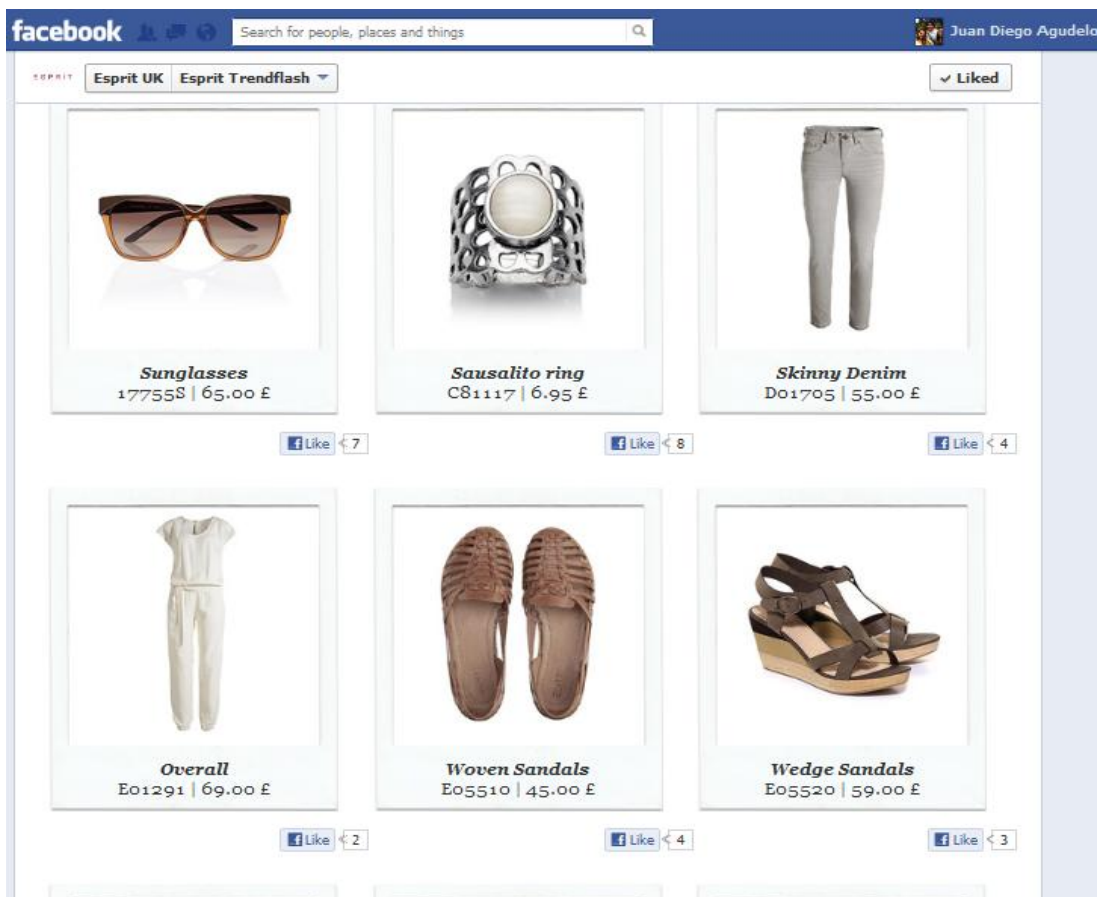 facebook
Search for people, places and things
Juan Diego Agudelo
ESPRIT
Esprit UK
Esprit Trendflash
Liked
Sunglasses
17755S | 65.00 £
Sausalito ring
C81117 | 6.95 £
Skinny Denim
D01705 | 55.00 £
Like 7
Like 8
Like 4
Overall
E01291 | 69.00 £
Woven Sandals
E05510 | 45.00 £
Wedge Sandals
E05520 | 59.00 £
Like 2
Like 4
Like 3